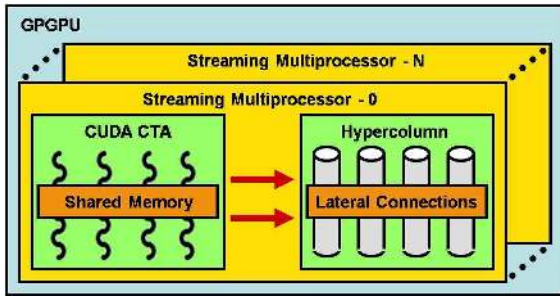 GPGPU
Streaming Multiprocessor - N
Streaming Multiprocessor - 0
CUDA CTA
Hypercolumn
Shared Memory
Lateral Connections